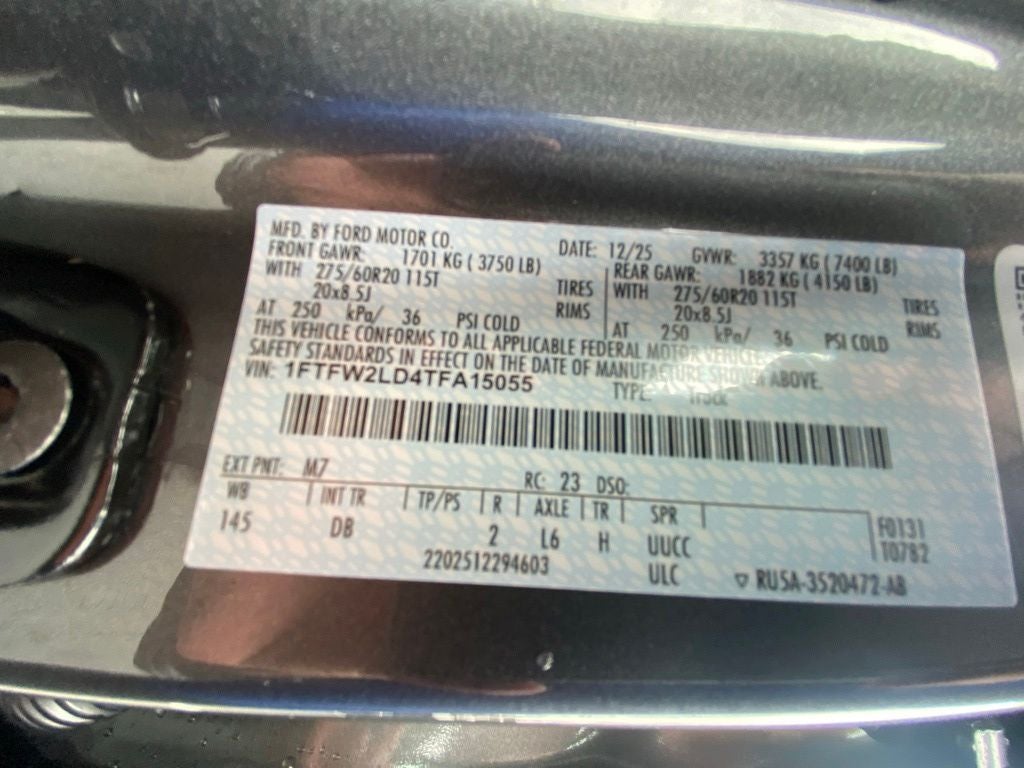 MFD. BY FORD MOTOR CO.
DATE: 12/25 GVWR: 3357 KG ( 7400 LB)
FRONT GAWR: 1701 KG ( 3750 LB) REAR GAWR: 1882 KG ( 4150 LB)
WITH 275/60R20 115T TIRES WITH 275/60R20 115T TIRES
20x8.5J RIMS 20x8.5J RIMS
AT 250 kPa/ 36 PSI COLD AT 250 kPa/ 36 PSI COLD
THIS VEHICLE CONFORMS TO ALL APPLICABLE FEDERAL MOTOR VEHICLE
SAFETY STANDARDS IN EFFECT ON THE DATE OF MANUFACTURE SHOWN ABOVE.
VIN: 1FTFW2LD4TFA15055 TYPE: Truck
EXT PNT: M7 RC: 23 DSO:
WB INT TR TP/PS R AXLE TR SPR F0131
145 DB 2 L6 H UUCC T0782
2202512294603 ULC ▽ RU5A-3520472-AB